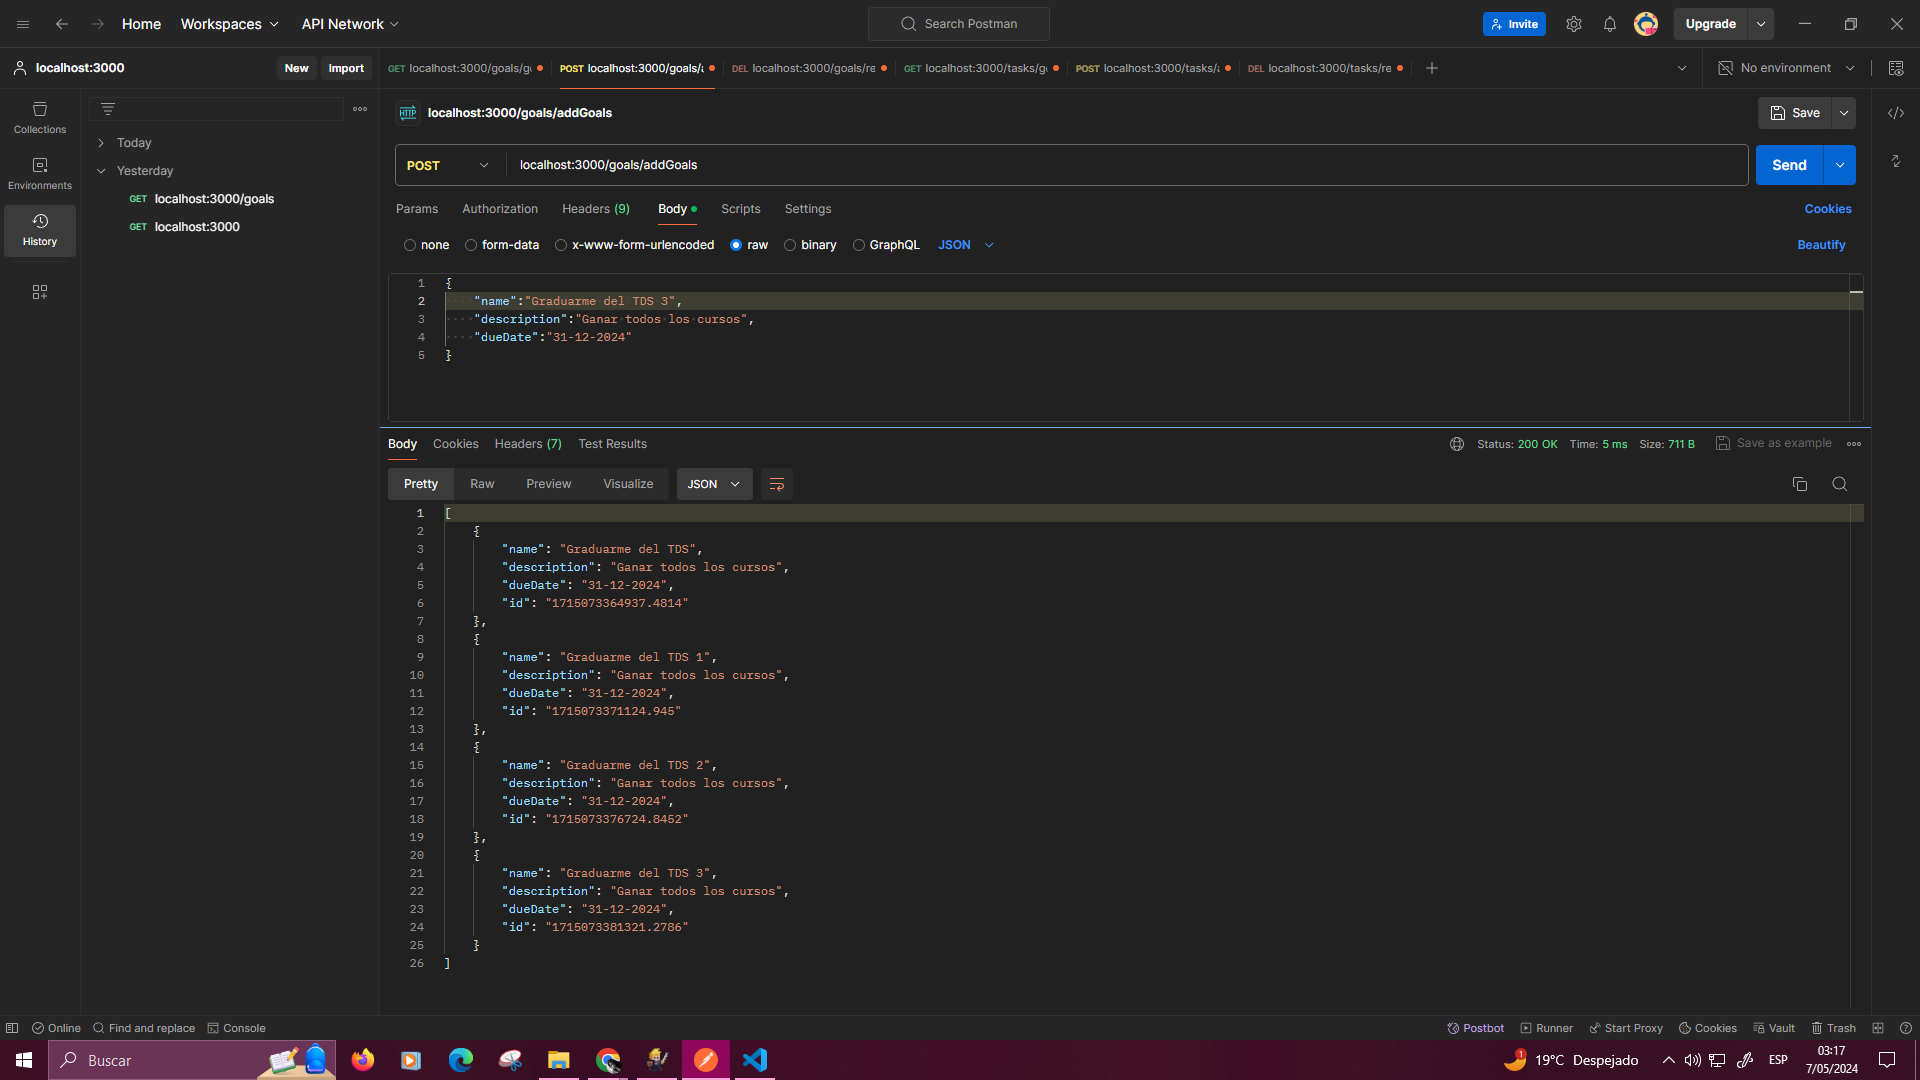 Home Workspaces API Network Search Postman Invite Upgrade
localhost:3000 New Import GET localhost:3000/goals/g POST localhost:3000/goals/a DEL localhost:3000/goals/re GET localhost:3000/tasks/g POST localhost:3000/tasks/a DEL localhost:3000/tasks/re No environment
Collections
Environments
History
Today
Yesterday
GET localhost:3000/goals
GET localhost:3000
HTTP localhost:3000/goals/addGoals Save
POST localhost:3000/goals/addGoals Send
Params Authorization Headers (9) Body Scripts Settings Cookies
none form-data x-www-form-urlencoded raw binary GraphQL JSON Beautify
1 {
2 "name":"Graduarme del TDS 3",
3 "description":"Ganar todos los cursos",
4 "dueDate":"31-12-2024"
5 }
Body Cookies Headers (7) Test Results Status: 200 OK Time: 5 ms Size: 711 B Save as example
Pretty Raw Preview Visualize JSON
1 [
2 {
3 "name": "Graduarme del TDS",
4 "description": "Ganar todos los cursos",
5 "dueDate": "31-12-2024",
6 "id": "1715073364937.4814"
7 },
8 {
9 "name": "Graduarme del TDS 1",
10 "description": "Ganar todos los cursos",
11 "dueDate": "31-12-2024",
12 "id": "1715073371124.945"
13 },
14 {
15 "name": "Graduarme del TDS 2",
16 "description": "Ganar todos los cursos",
17 "dueDate": "31-12-2024",
18 "id": "1715073376724.8452"
19 },
20 {
21 "name": "Graduarme del TDS 3",
22 "description": "Ganar todos los cursos",
23 "dueDate": "31-12-2024",
24 "id": "1715073381321.2786"
25 }
26 ]
Online Find and replace Console Postbot Runner Start Proxy Cookies Vault Trash
Buscar 1 19°C Despejado ESP 03:17
7/05/2024